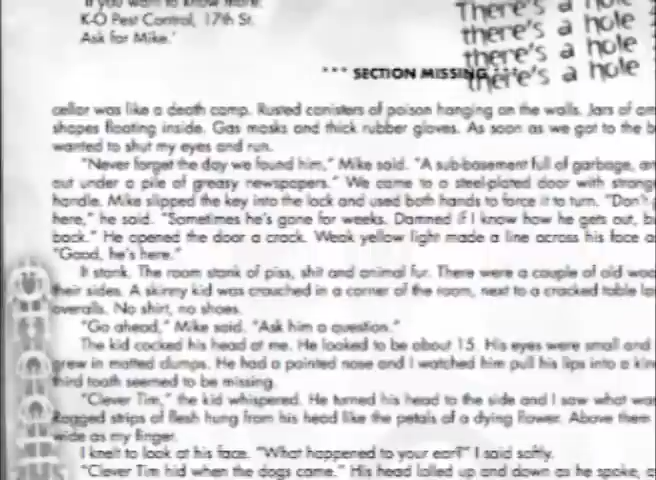 If you want to know more.
K-O Pest Control, 17th St.
Ask for Mike.'
There's a hole
there's a hole
there's a hole
there's a hole
*** SECTION MISSING ***
cellar was like a death camp. Rusted canisters of poison hanging on the walls. Jars of
shapes floating inside. Gas masks and thick rubber gloves. As soon as we got to the
wanted to shut my eyes and run.
"Never forget the day we found him," Mike said. "A sub-basement full of garbage,
out under a pile of greasy newspapers." We came to a steel-plated door with
handle. Mike slipped the key into the lock and used both hands to force it to turn. "Don't
here," he said. "Sometimes he's gone for weeks. Damned if I know how he gets out,
back." He opened the door a crack. Weak yellow light made a line across his face
"Good, he's here."
It stank. The room stank of piss, shit and animal fur. There were a couple of old
their sides. A skinny kid was crouched in a corner of the room, next to a cracked table
overalls. No shirt, no shoes.
"Go ahead," Mike said. "Ask him a question."
The kid cocked his head at me. He looked to be about 15. His eyes were small and
grew in matted clumps. He had a pointed nose and I watched him pull his lips into a
third tooth seemed to be missing.
"Clever Tim," the kid whispered. He turned his head to the side and I saw what
Ragged strips of flesh hung from his head like the petals of a dying flower. Above them
wide as my finger.
I knelt to look at his face. "What happened to your ear?" I said softly.
"Clever Tim hid when the dogs came." His head lolled up and down as he spoke,